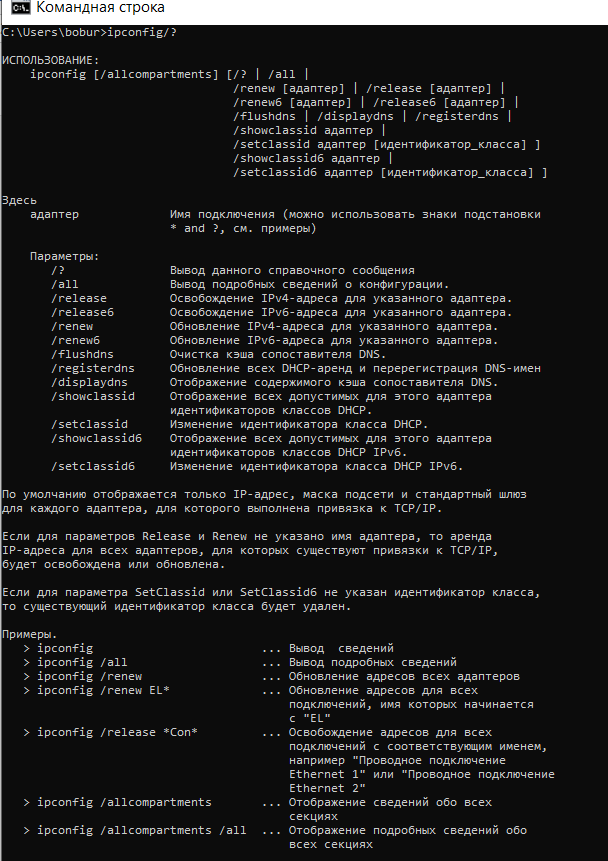 Командная строка
C:\Users\bobur>ipconfig/?
ИСПОЛЬЗОВАНИЕ:
ipconfig [/allcompartments] [/? | /all |
/renew [адаптер] | /release [адаптер] |
/renew6 [адаптер] | /release6 [адаптер] |
/flushdns | /displaydns | /registerdns |
/showclassid адаптер |
/setclassid адаптер [идентификатор_класса] ]
/showclassid6 адаптер |
/setclassid6 адаптер [идентификатор_класса] ]
Здесь
адаптер Имя подключения (можно использовать знаки подстановки
* and ?, см. примеры)
Параметры:
/? Вывод данного справочного сообщения
/all Вывод подробных сведений о конфигурации.
/release Освобождение IPv4-адреса для указанного адаптера.
/release6 Освобождение IPv6-адреса для указанного адаптера.
/renew Обновление IPv4-адреса для указанного адаптера.
/renew6 Обновление IPv6-адреса для указанного адаптера.
/flushdns Очистка кэша сопоставителя DNS.
/registerdns Обновление всех DHCP-аренд и перерегистрация DNS-имен
/displaydns Отображение содержимого кэша сопоставителя DNS.
/showclassid Отображение всех допустимых для этого адаптера
идентификаторов классов DHCP.
/setclassid Изменение идентификатора класса DHCP.
/showclassid6 Отображение всех допустимых для этого адаптера
идентификаторов классов DHCP IPv6.
/setclassid6 Изменение идентификатора класса DHCP IPv6.
По умолчанию отображается только IP-адрес, маска подсети и стандартный шлюз
для каждого адаптера, для которого выполнена привязка к TCP/IP.
Если для параметров Release и Renew не указано имя адаптера, то аренда
IP-адреса для всех адаптеров, для которых существуют привязки к TCP/IP,
будет освобождена или обновлена.
Если для параметра SetClassid или SetClassid6 не указан идентификатор класса,
то существующий идентификатор класса будет удален.
Примеры.
> ipconfig ... Вывод  сведений
> ipconfig /all ... Вывод подробных сведений
> ipconfig /renew ... Обновление адресов всех адаптеров
> ipconfig /renew EL* ... Обновление адресов для всех
подключений, имя которых начинается
с "EL"
> ipconfig /release *Con* ... Освобождение адресов для всех
подключений с соответствующим именем,
например "Проводное подключение
Ethernet 1" или "Проводное подключение
Ethernet 2"
> ipconfig /allcompartments ... Отображение сведений обо всех
секциях
> ipconfig /allcompartments /all ... Отображение подробных сведений обо
всех секциях